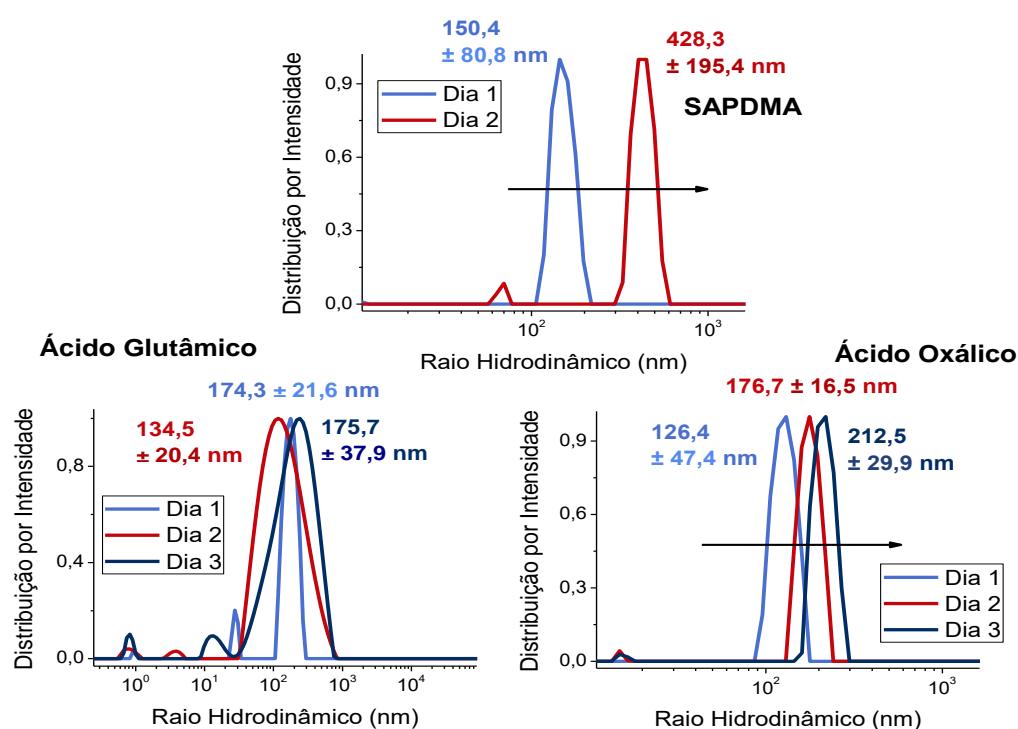 150,4
± 80,8 nm
428,3
± 195,4 nm
SAPDMA
Dia 1
Dia 2
Distribuição por Intensidade
0,9
0,6
0,3
0,0
10²
10³
Raio Hidrodinâmico (nm)
Ácido Glutâmico
174,3 ± 21,6 nm
134,5
± 20,4 nm
175,7
± 37,9 nm
Dia 1
Dia 2
Dia 3
Distribuição por Intensidade
0,8
0,4
0,0
10⁰
10¹
10²
10³
10⁴
Raio Hidrodinâmico (nm)
Ácido Oxálico
176,7 ± 16,5 nm
126,4
± 47,4 nm
212,5
± 29,9 nm
Dia 1
Dia 2
Dia 3
Distribuição por Intensidade
0,9
0,6
0,3
0,0
10²
10³
Raio Hidrodinâmico (nm)